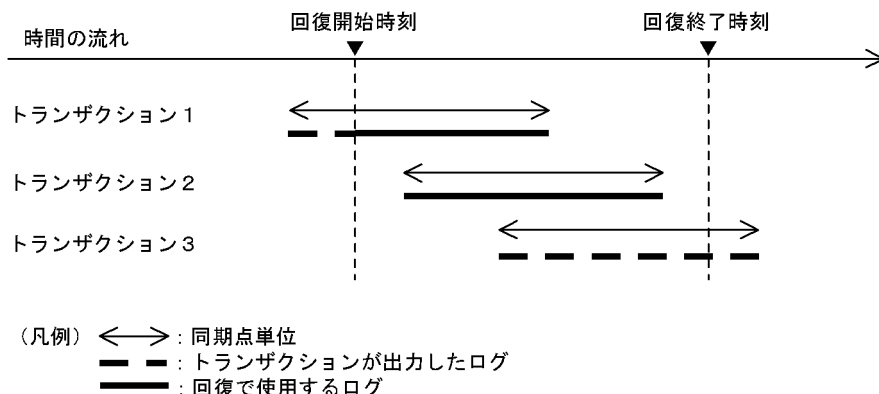 回復開始時刻 回復終了時刻
時間の流れ
トランザクション1
トランザクション2
トランザクション3
(凡例) : 同期点単位
: トランザクションが出力したログ
: 回復で使用するログ